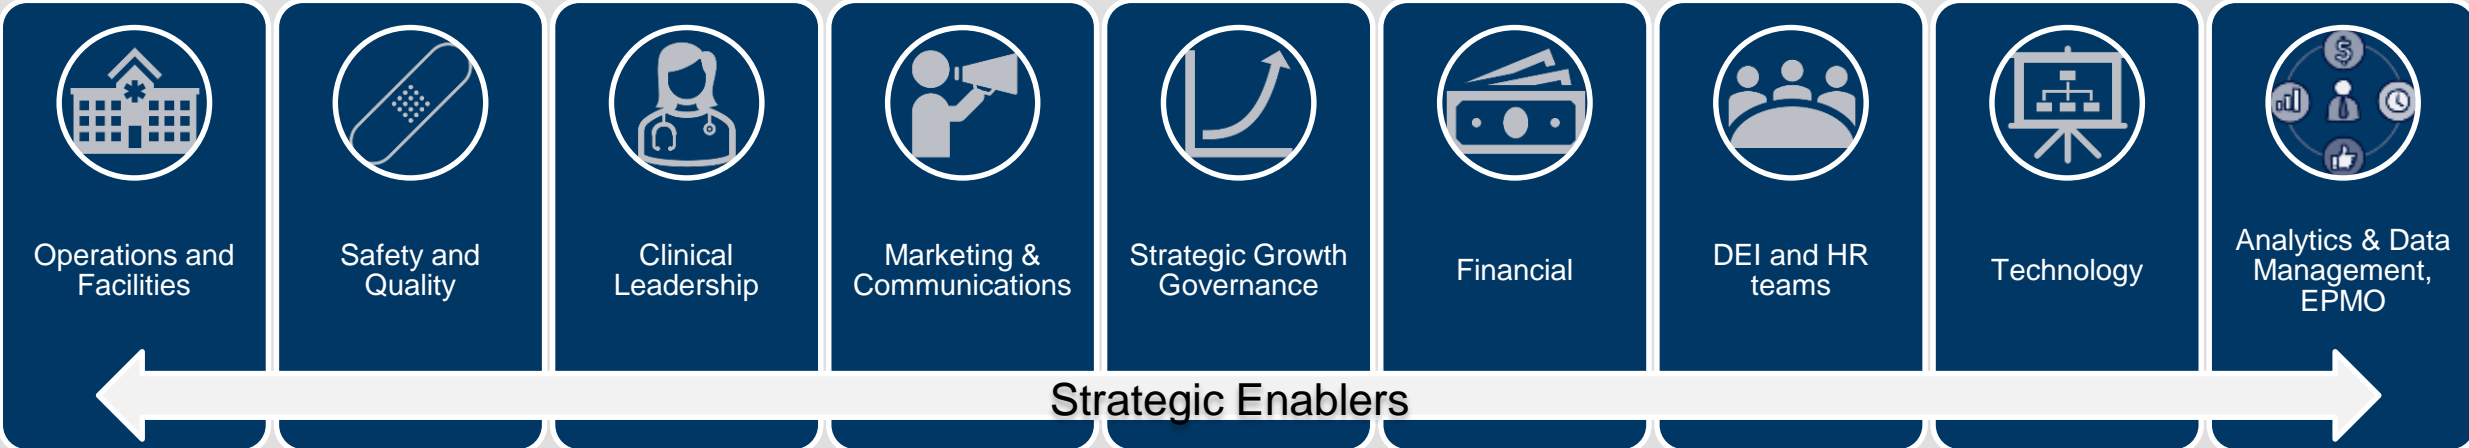 Operations and
Facilities
Safety and
Quality
Clinical
Leadership
Marketing &
Communications
Strategic Growth
Governance
Financial
DEI and HR
teams
Technology
Analytics & Data
Management,
EPMO
Strategic Enablers